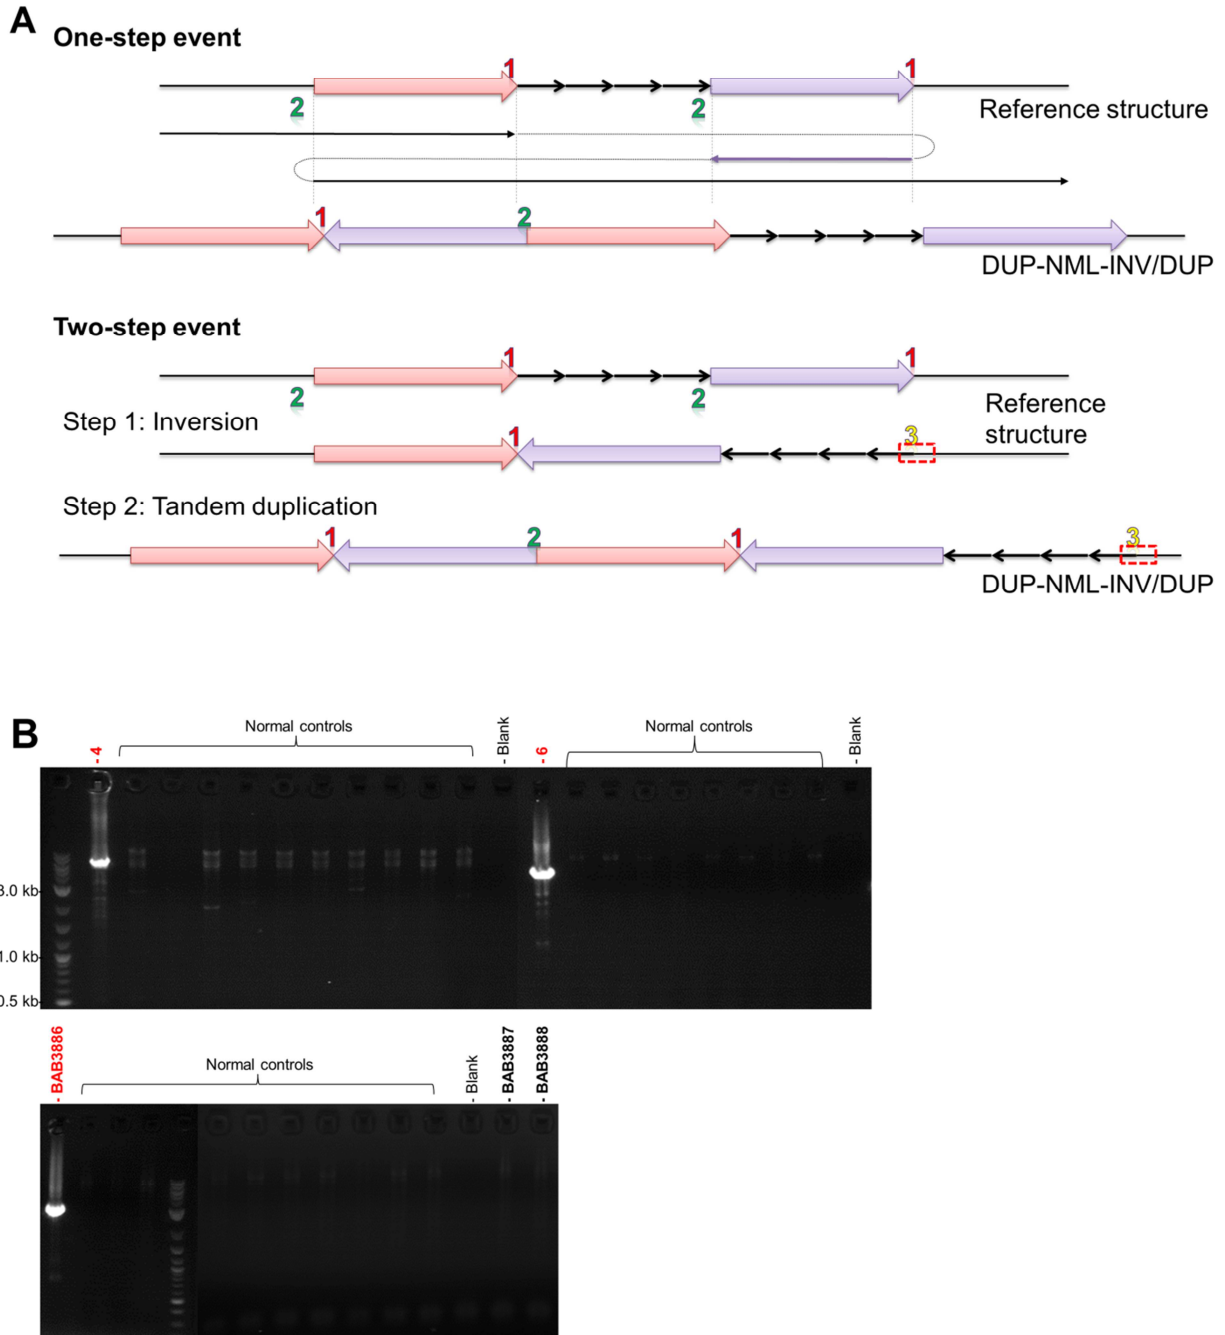 A
One-step event
1 1
2 2
Reference structure
1 2
DUP-NML-INV/DUP
Two-step event
1 1
2 2
Reference
structure
Step 1: Inversion
1 3
Step 2: Tandem duplication
1 2 1 3
DUP-NML-INV/DUP
B
- 4
Normal controls
- Blank
- 6
Normal controls
- Blank
3.0 kb-
1.0 kb-
0.5 kb-
- BAB3886
Normal controls
- Blank
- BAB3887
- BAB3888